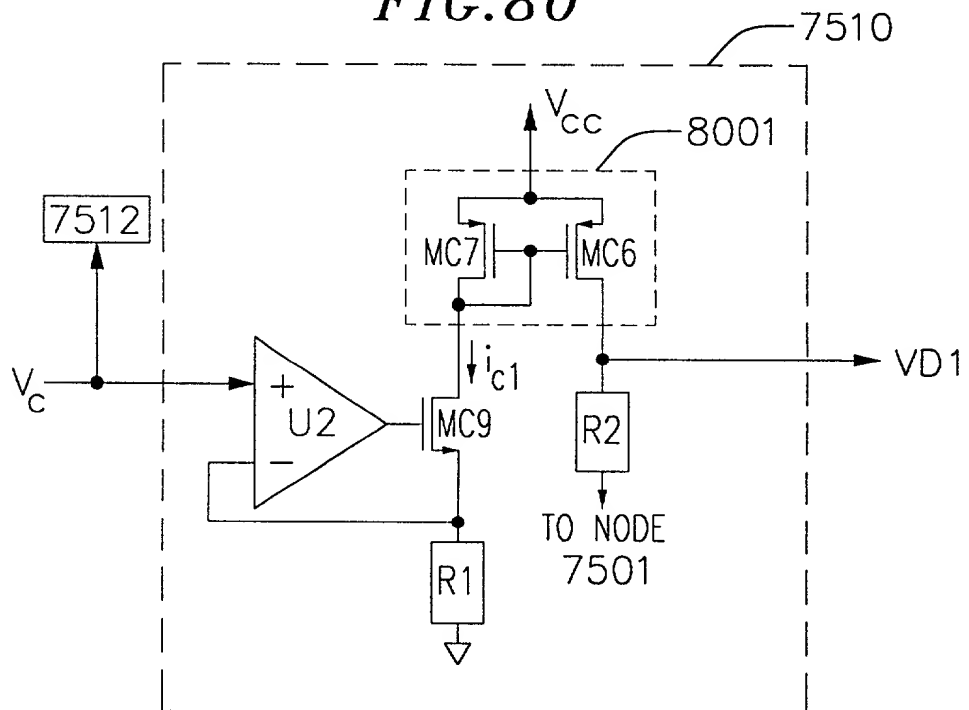 FIG.80
7510
Vcc
8001
7512
MC7
MC6
ic1
VD1
Vc
+
U2
MC9
R2
−
TO NODE
7501
R1